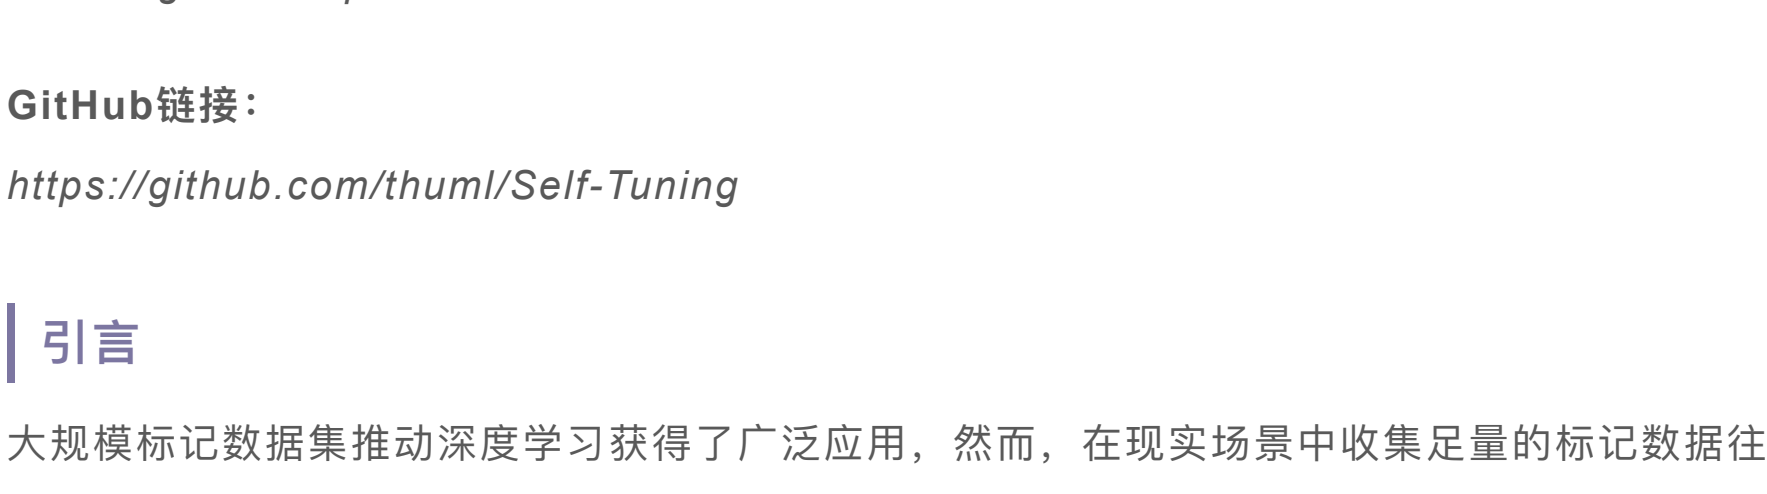 GitHub链接：
https://github.com/thuml/Self-Tuning
引言
大规模标记数据集推动深度学习获得了广泛应用，然而，在现实场景中收集足量的标记数据往